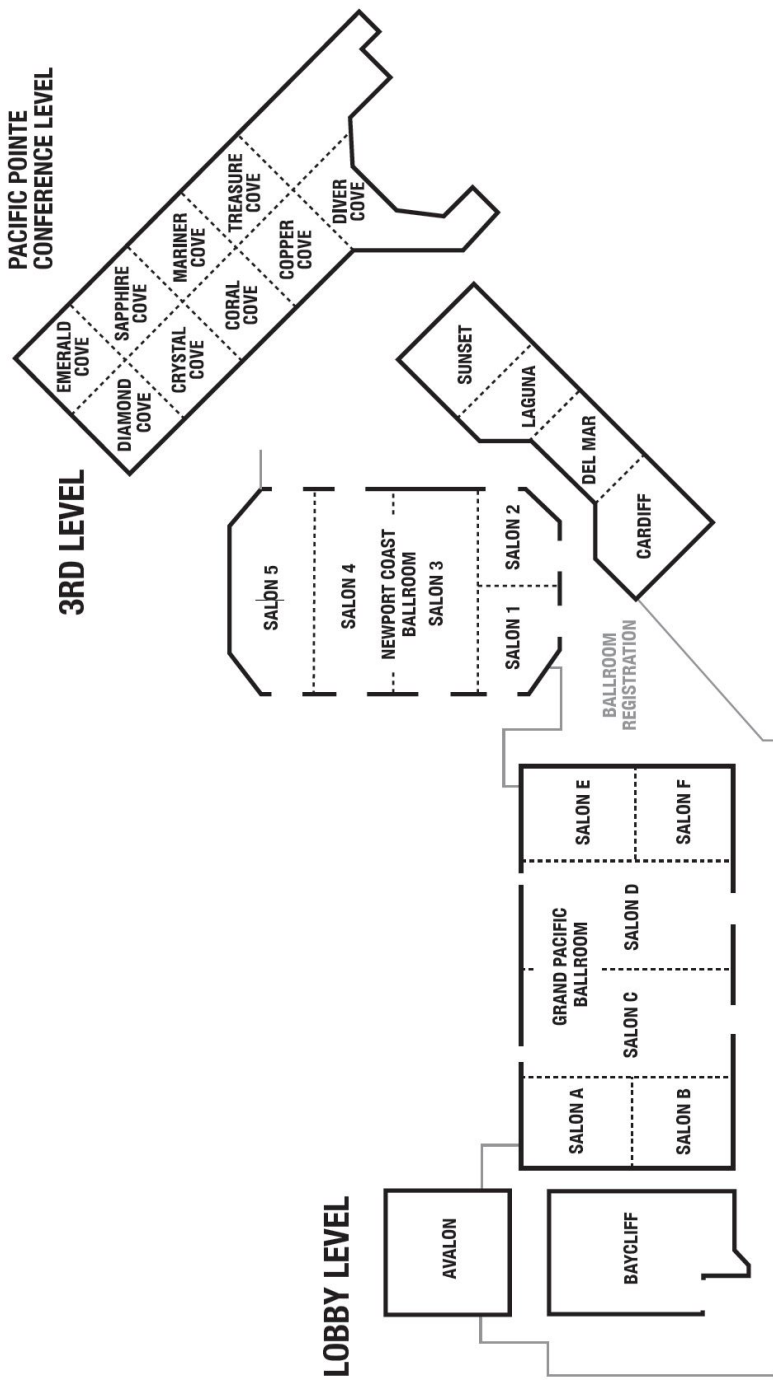 PACIFIC POINTE
CONFERENCE LEVEL
3RD LEVEL
EMERALD
COVE
SAPPHIRE
COVE
MARINER
COVE
TREASURE
COVE
DIAMOND
COVE
CRYSTAL
COVE
CORAL
COVE
COPPER
COVE
DIVER
COVE
SALON 5
SALON 4
NEWPORT COAST
BALLROOM
SALON 3
SALON 1
SALON 2
SUNSET
LAGUNA
DEL MAR
CARDIFF
BALLROOM
REGISTRATION
LOBBY LEVEL
AVALON
BAYCLIFF
SALON A
SALON B
GRAND PACIFIC
BALLROOM
SALON C
SALON D
SALON E
SALON F